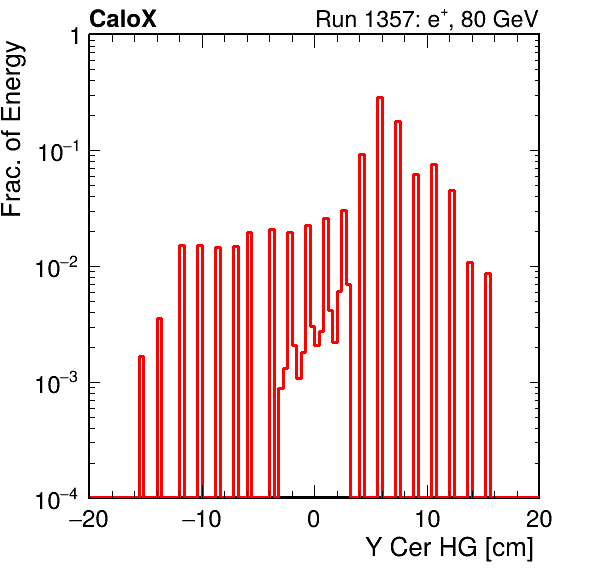 CaloX Run 1357: e⁺, 80 GeV
Frac. of Energy
1
10⁻¹
10⁻²
10⁻³
10⁻⁴
−20 −10 0 10 20
Y Cer HG [cm]